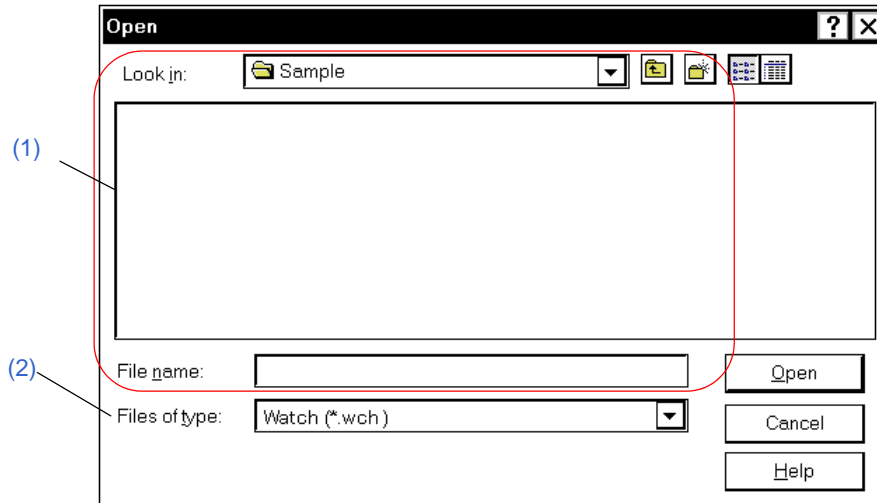 Open
Look in: Sample
(1)
File name:
Open
(2)
Files of type: Watch (*.wch )
Cancel
Help